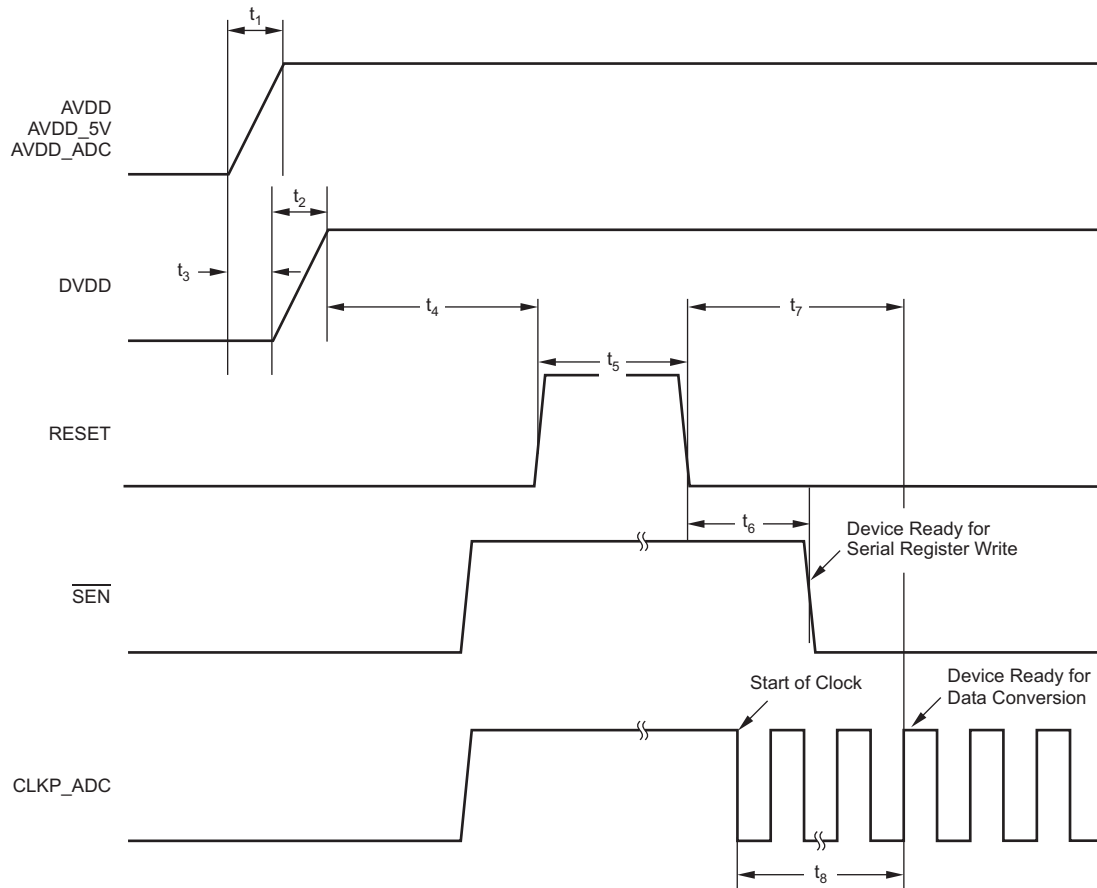 t1
AVDD
AVDD_5V
AVDD_ADC
t2
t3
DVDD
t4
t7
t5
RESET
t6
Device Ready for
Serial Register Write
SEN
Start of Clock
Device Ready for
Data Conversion
CLKP_ADC
t8